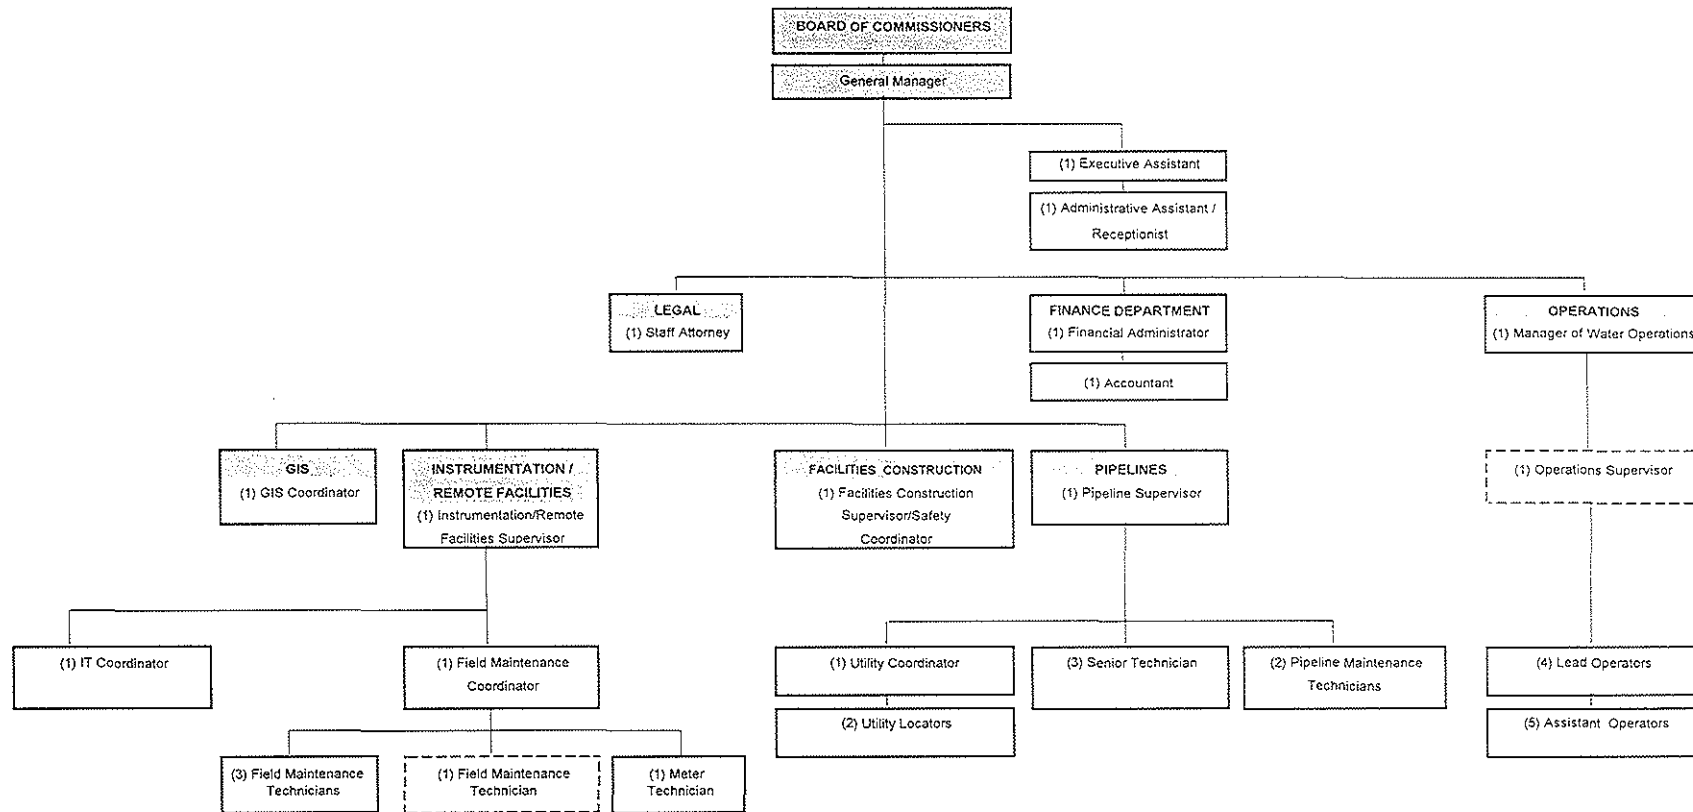 BOARD OF COMMISSIONERS
General Manager
(1) Executive Assistant
(1) Administrative Assistant /
Receptionist
LEGAL
(1) Staff Attorney
FINANCE DEPARTMENT
(1) Financial Administrator
(1) Accountant
OPERATIONS
(1) Manager of Water Operations
GIS
(1) GIS Coordinator
INSTRUMENTATION /
REMOTE FACILITIES
(1) Instrumentation/Remote
Facilities Supervisor
FACILITIES CONSTRUCTION
(1) Facilities Construction
Supervisor/Safety
Coordinator
PIPELINES
(1) Pipeline Supervisor
(1) Operations Supervisor
(1) IT Coordinator
(1) Field Maintenance
Coordinator
(1) Utility Coordinator
(3) Senior Technician
(2) Pipeline Maintenance
Technicians
(4) Lead Operators
(2) Utility Locators
(5) Assistant Operators
(3) Field Maintenance
Technicians
(1) Field Maintenance
Technician
(1) Meter
Technician